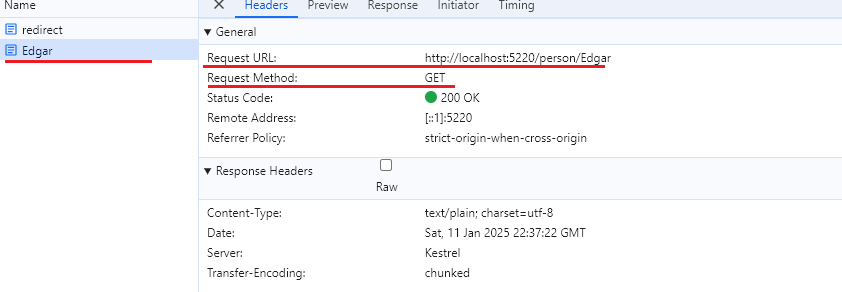 Name
Headers Preview Response Initiator Timing
redirect
Edgar
General
Request URL: http://localhost:5220/person/Edgar
Request Method: GET
Status Code: 200 OK
Remote Address: [::1]:5220
Referrer Policy: strict-origin-when-cross-origin
Response Headers
Raw
Content-Type: text/plain; charset=utf-8
Date: Sat, 11 Jan 2025 22:37:22 GMT
Server: Kestrel
Transfer-Encoding: chunked